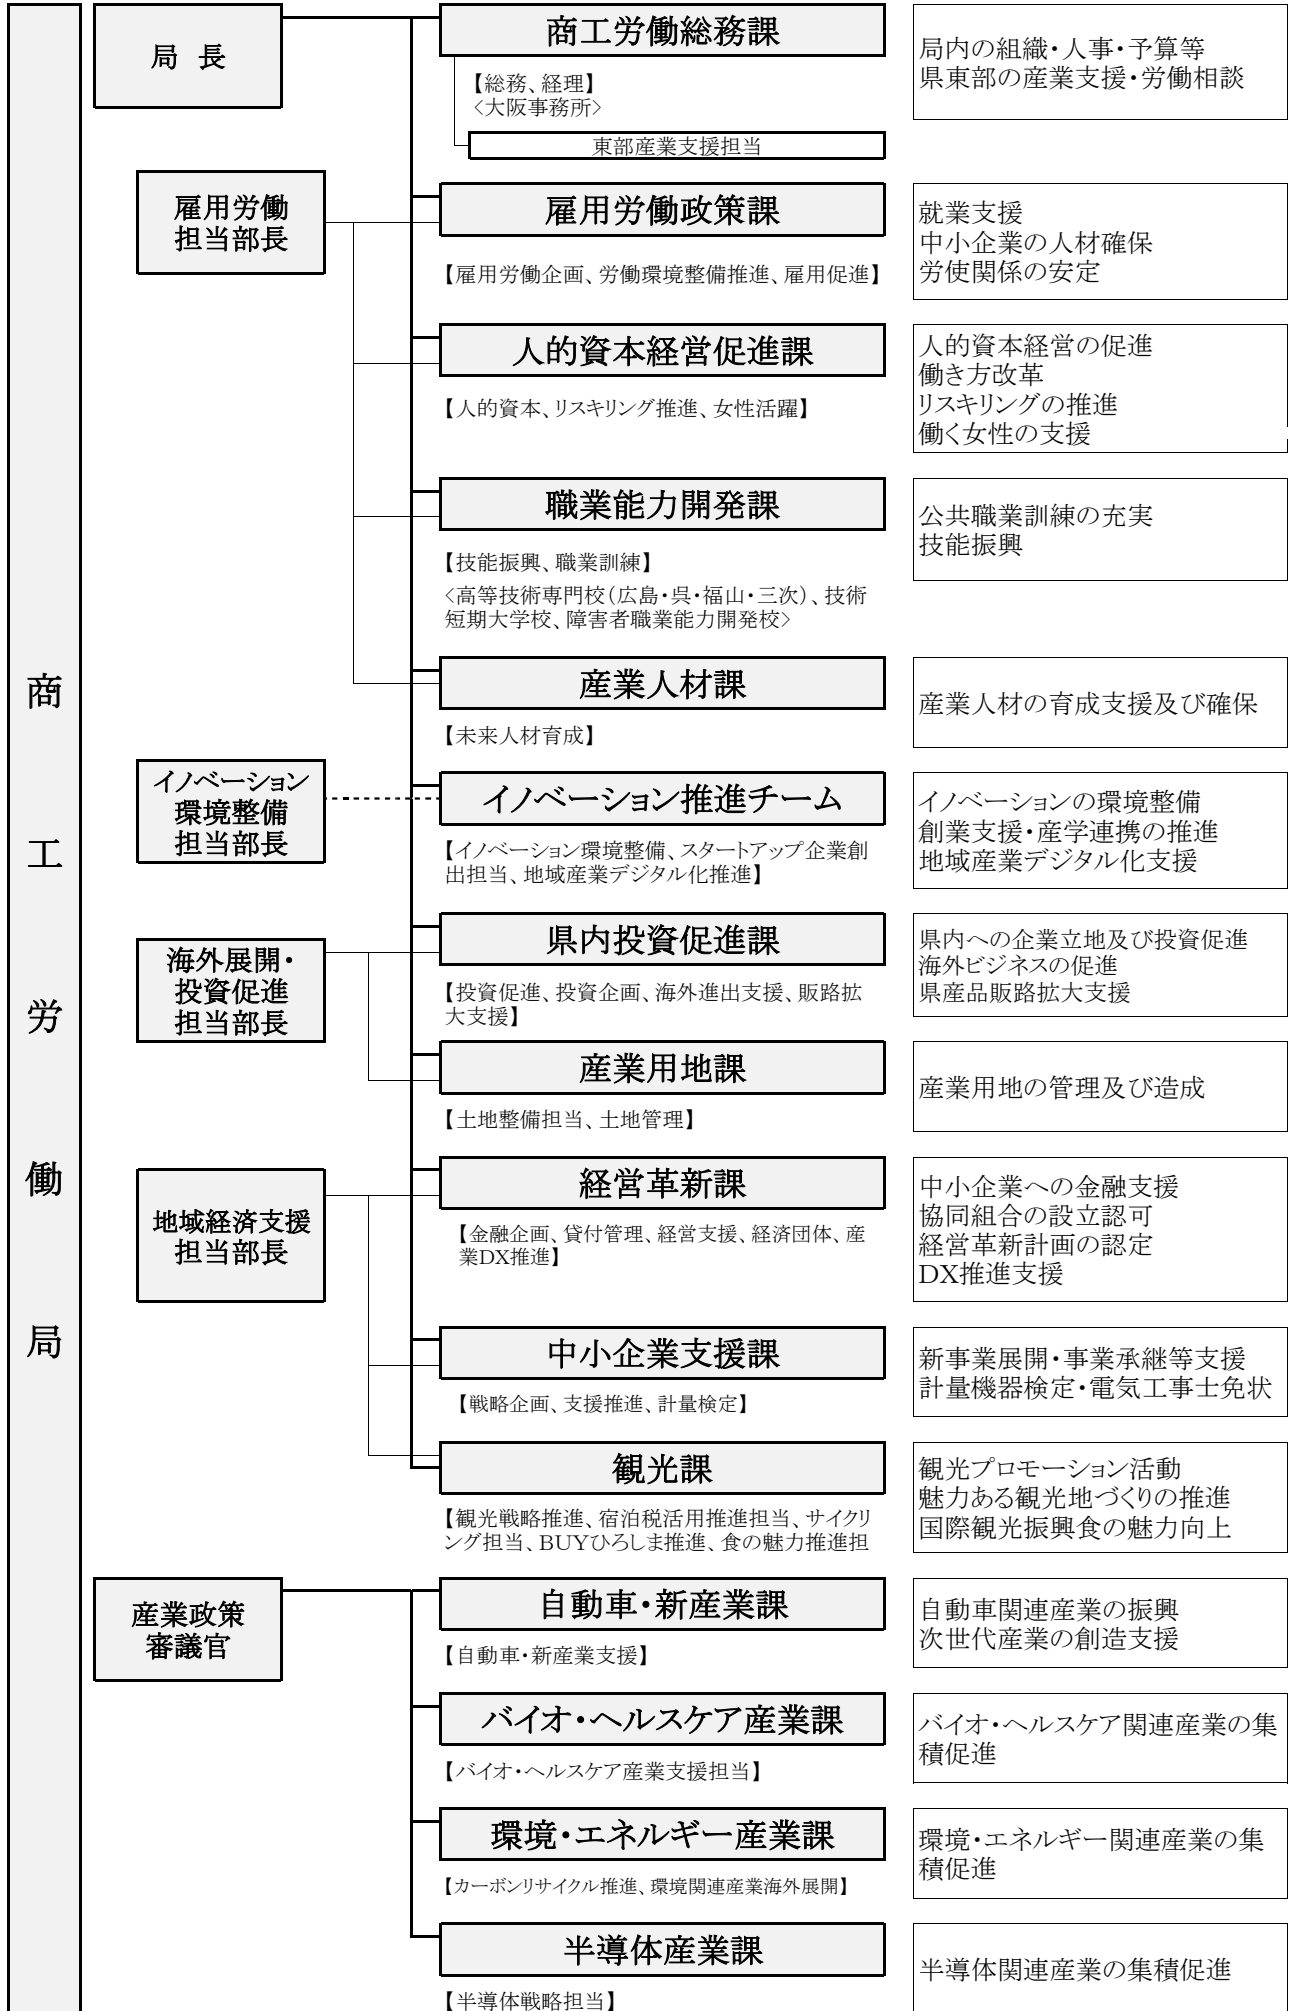 商工労働局
局 長
商工労働総務課
【総務、経理】
<大阪事務所>
東部産業支援担当
局内の組織・人事・予算等
県東部の産業支援・労働相談
雇用労働
担当部長
雇用労働政策課
【雇用労働企画、労働環境整備推進、雇用促進】
就業支援
中小企業の人材確保
労使関係の安定
人的資本経営促進課
【人的資本、リスキリング推進、女性活躍】
人的資本経営の促進
働き方改革
リスキリングの推進
働く女性の支援
職業能力開発課
【技能振興、職業訓練】
<高等技術専門校(広島・呉・福山・三次)、技術
短期大学校、障害者職業能力開発校>
公共職業訓練の充実
技能振興
産業人材課
【未来人材育成】
産業人材の育成支援及び確保
イノベーション
環境整備
担当部長
イノベーション推進チーム
【イノベーション環境整備、スタートアップ企業創
出担当、地域産業デジタル化推進】
イノベーションの環境整備
創業支援・産学連携の推進
地域産業デジタル化支援
海外展開・
投資促進
担当部長
県内投資促進課
【投資促進、投資企画、海外進出支援、販路拡
大支援】
県内への企業立地及び投資促進
海外ビジネスの促進
県産品販路拡大支援
産業用地課
【土地整備担当、土地管理】
産業用地の管理及び造成
地域経済支援
担当部長
経営革新課
【金融企画、貸付管理、経営支援、経済団体、産
業DX推進】
中小企業への金融支援
協同組合の設立認可
経営革新計画の認定
DX推進支援
中小企業支援課
【戦略企画、支援推進、計量検定】
新事業展開・事業承継等支援
計量機器検定・電気工事士免状
観光課
【観光戦略推進、宿泊税活用推進担当、サイクリ
ング担当、BUYひろしま推進、食の魅力推進担
観光プロモーション活動
魅力ある観光地づくりの推進
国際観光振興食の魅力向上
産業政策
審議官
自動車・新産業課
【自動車・新産業支援】
自動車関連産業の振興
次世代産業の創造支援
バイオ・ヘルスケア産業課
【バイオ・ヘルスケア産業支援担当】
バイオ・ヘルスケア関連産業の集
積促進
環境・エネルギー産業課
【カーボンリサイクル推進、環境関連産業海外展開】
環境・エネルギー関連産業の集
積促進
半導体産業課
【半導体戦略担当】
半導体関連産業の集積促進